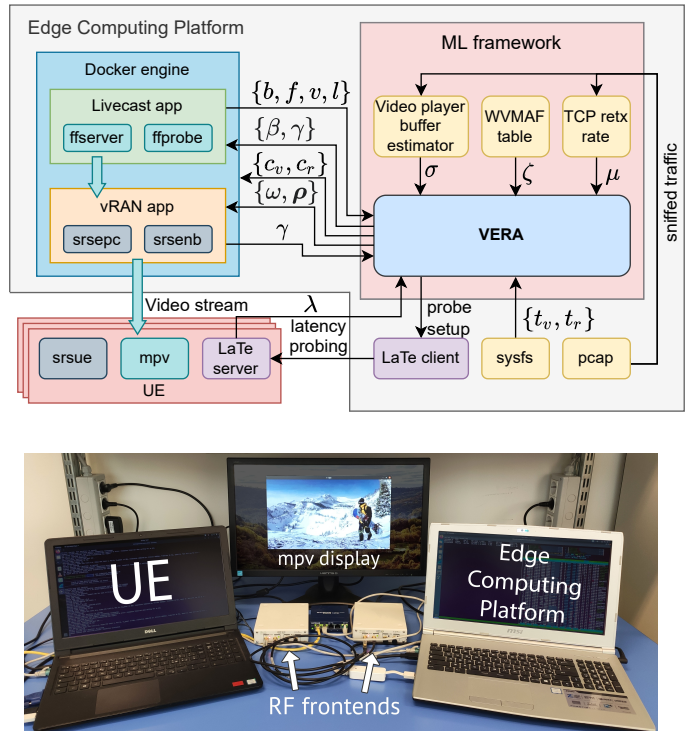 Edge Computing Platform
ML framework
Docker engine
Livecast app
ffserver
ffprobe
{b, f, v, l}
{β, γ}
{c_v, c_r}
{ω, ρ}
γ
vRAN app
srsepc
srsenb
Video player
buffer
estimator
WVMAF
table
TCP retx
rate
σ
ζ
μ
sniffed traffic
VERA
Video stream
λ
latency
probing
probe
setup
{t_v, t_r}
srsue
mpv
LaTe
server
UE
LaTe client
sysfs
pcap
UE
mpv display
Edge
Computing
Platform
RF frontends
DELL
msi